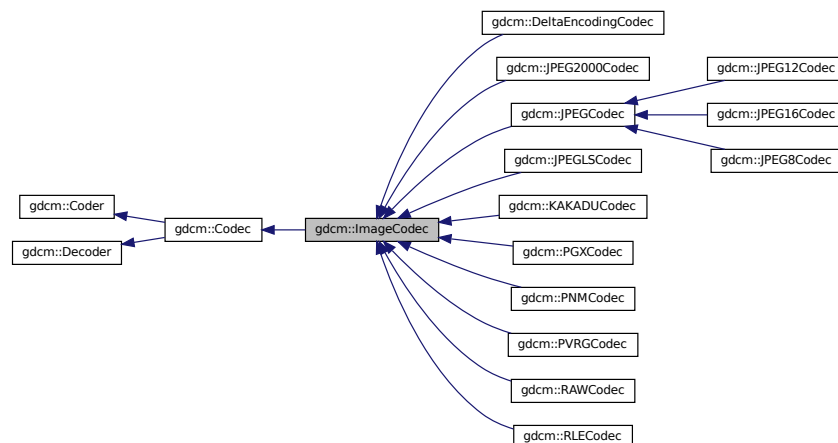 gdcm::DeltaEncodingCodec
gdcm::JPEG2000Codec
gdcm::JPEG12Codec
gdcm::JPEGCodec
gdcm::JPEG16Codec
gdcm::JPEG8Codec
gdcm::JPEGLSCodec
gdcm::Coder
gdcm::KAKADUCodec
gdcm::Codec
gdcm::ImageCodec
gdcm::Decoder
gdcm::PGXCodec
gdcm::PNMCodec
gdcm::PVRGCodec
gdcm::RAWCodec
gdcm::RLECodec